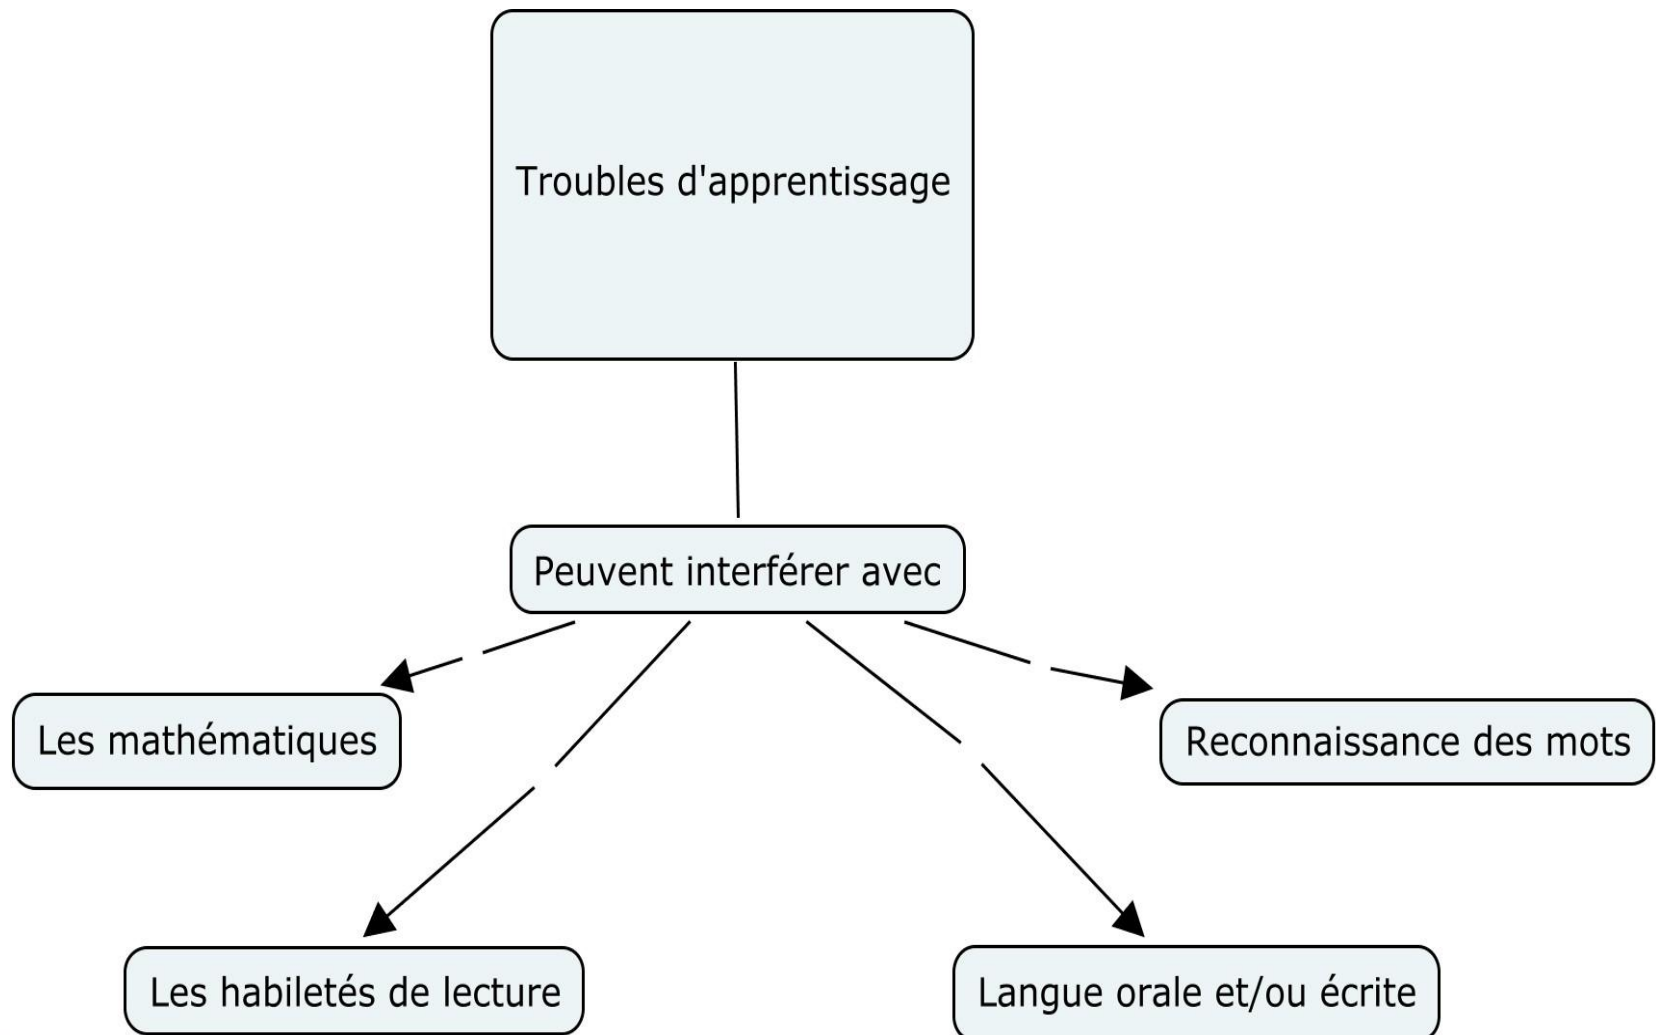 Troubles d'apprentissage
Peuvent interférer avec
Les mathématiques
Reconnaissance des mots
Les habiletés de lecture
Langue orale et/ou écrite